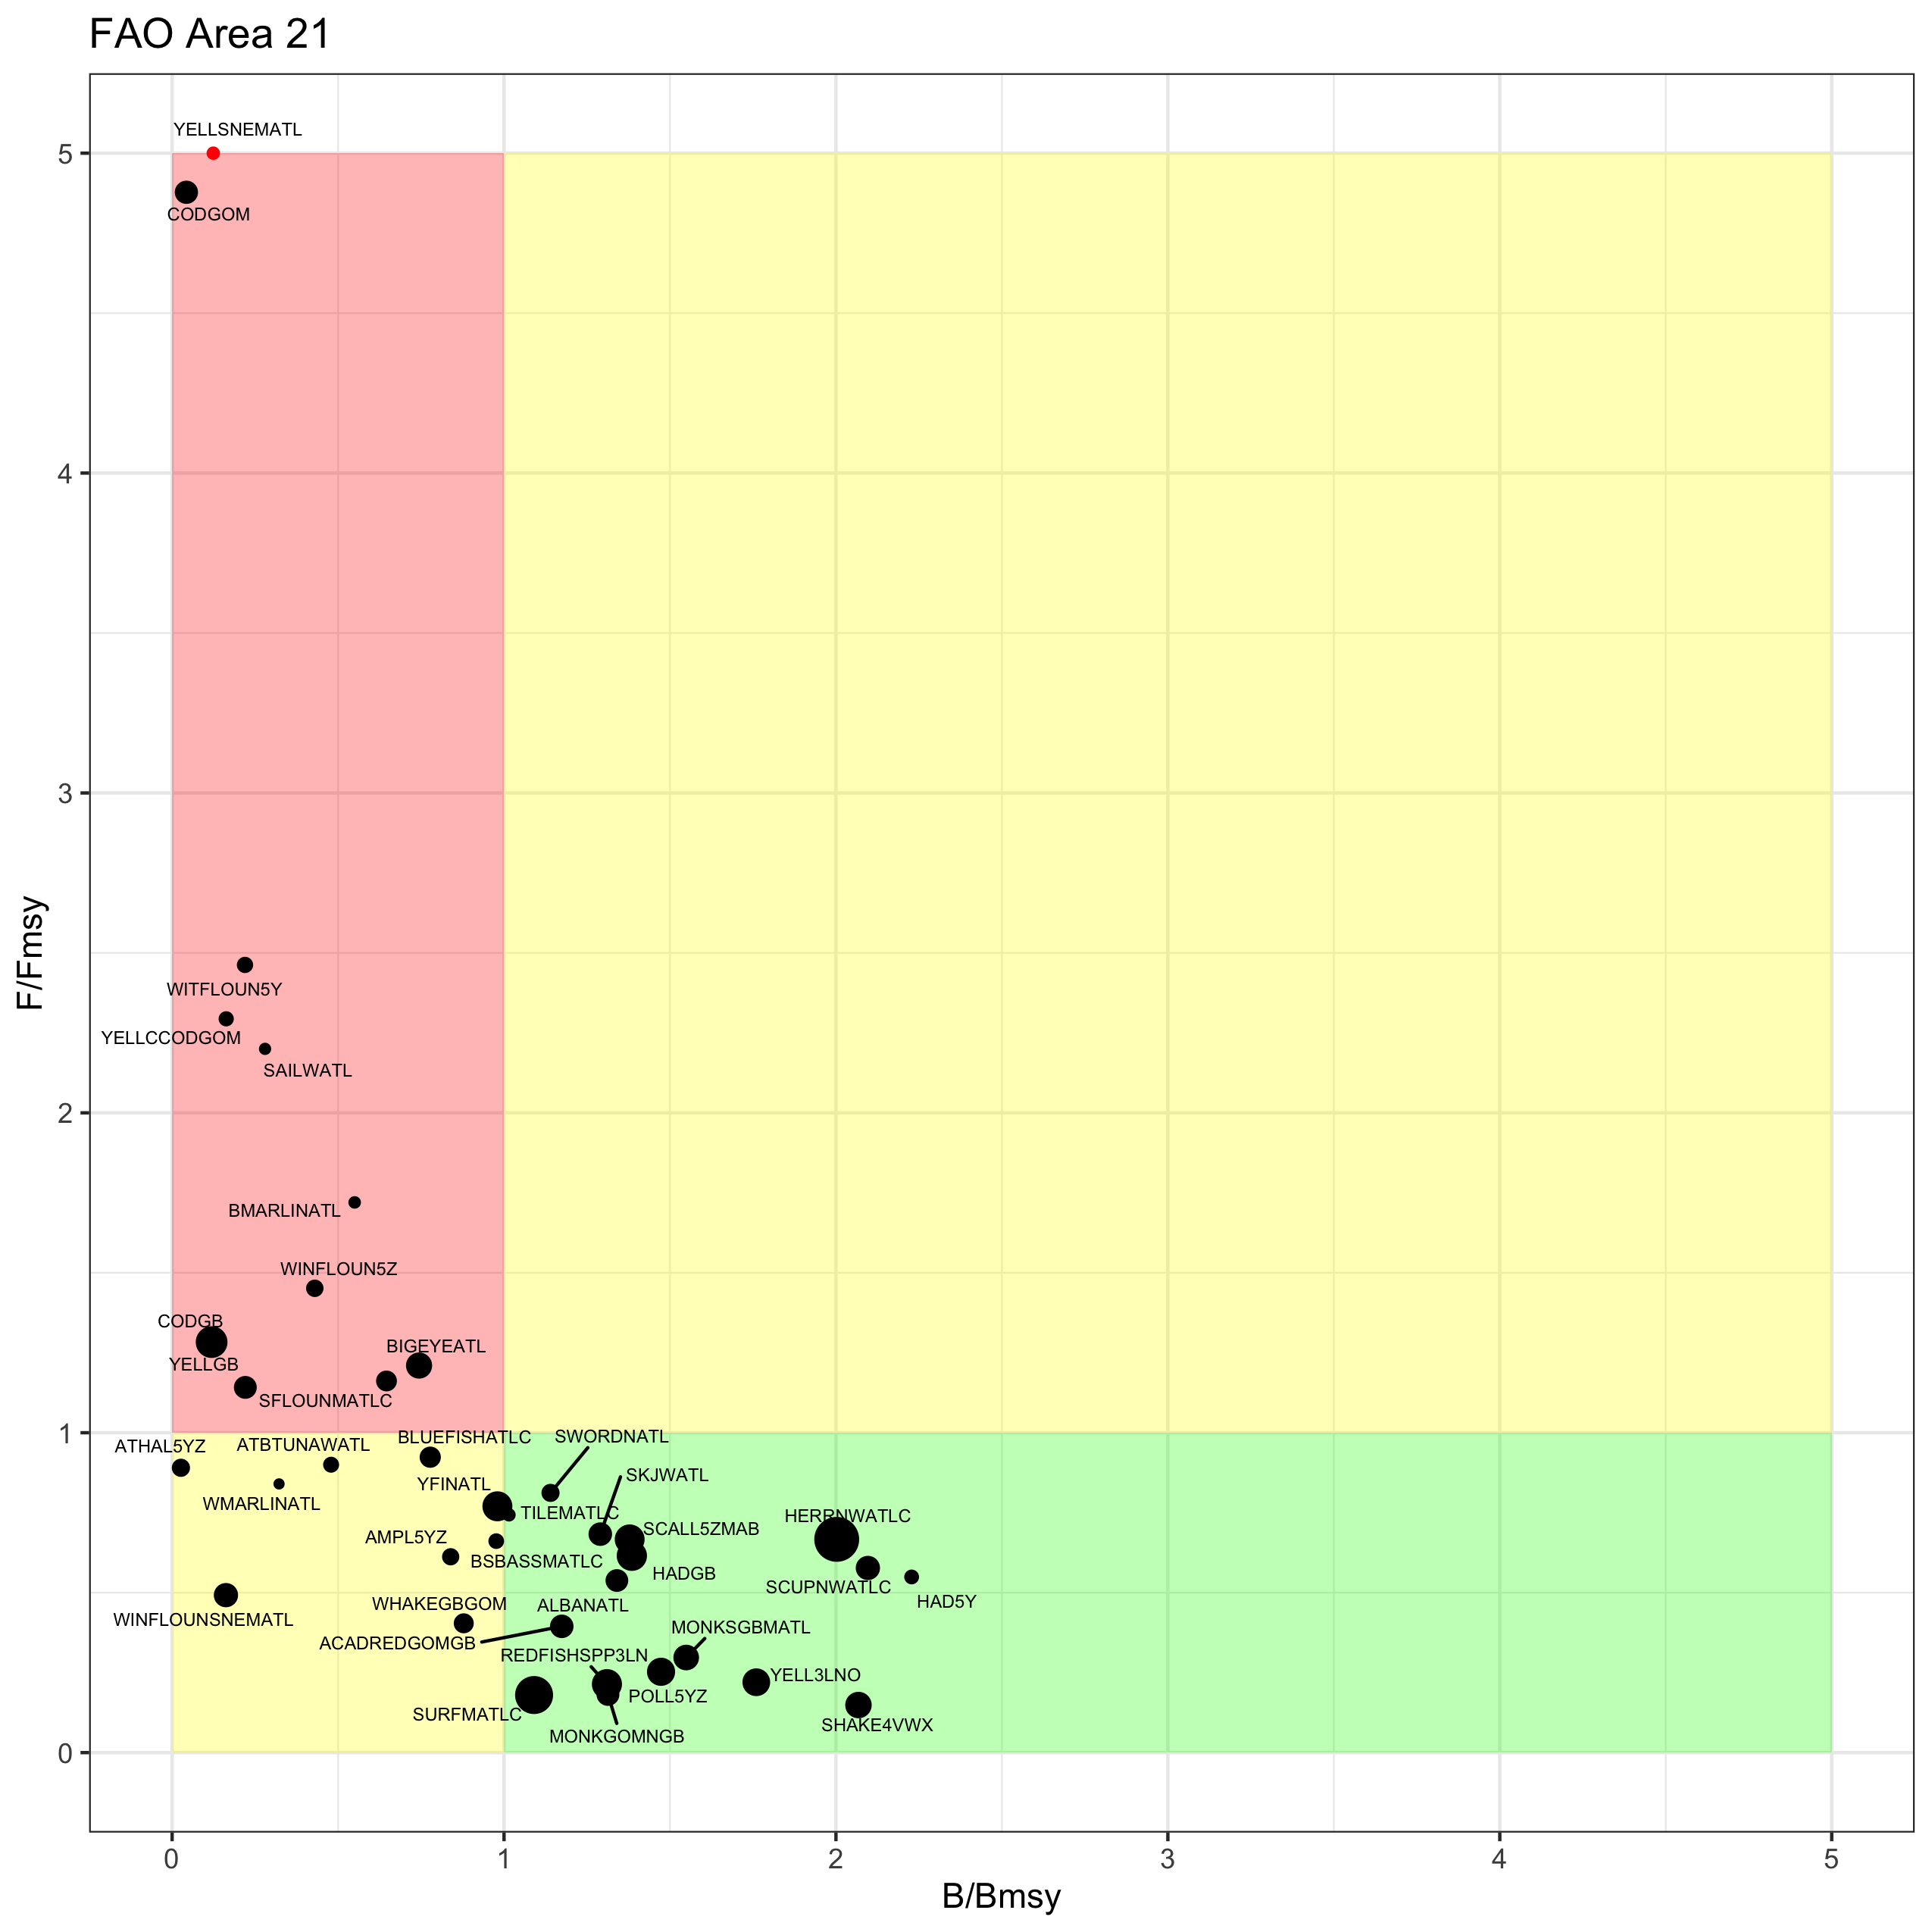 FAO Area 21
YELLSNEMATL
5
CODGOM
4
3
F/Fmsy
WITFLOUN5Y
YELLCCODGOM
SAILWATL
2
BMARLINATL
WINFLOUN5Z
CODGB
BIGEYEATL
YELLGB
SFLOUNMATLC
1
BLUEFISHATLC
SWORDNATL
ATHAL5YZ
ATBTUNAWATL
SKJWATL
YFINATL
WMARLINATL
TILEMATLC
HERRNWATLC
SCALL5ZMAB
AMPL5YZ
BSBASSMATLC
HADGB
SCUPNWATLC
HAD5Y
WHAKEGBGOM
ALBANATL
WINFLOUNSNEMATL
MONKSGBMATL
ACADREDGOMGB
REDFISHSPP3LN
YELL3LNO
POLL5YZ
SURFMATLC
SHAKE4VWX
MONKGOMNGB
0
0 1 2 3 4 5
B/Bmsy